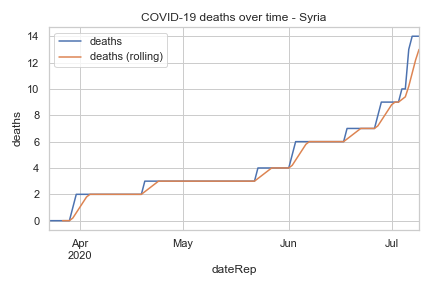 COVID-19 deaths over time - Syria
deaths
deaths (rolling)
14
12
10
8
6
4
2
0
deaths
Apr
2020
May
Jun
Jul
dateRep